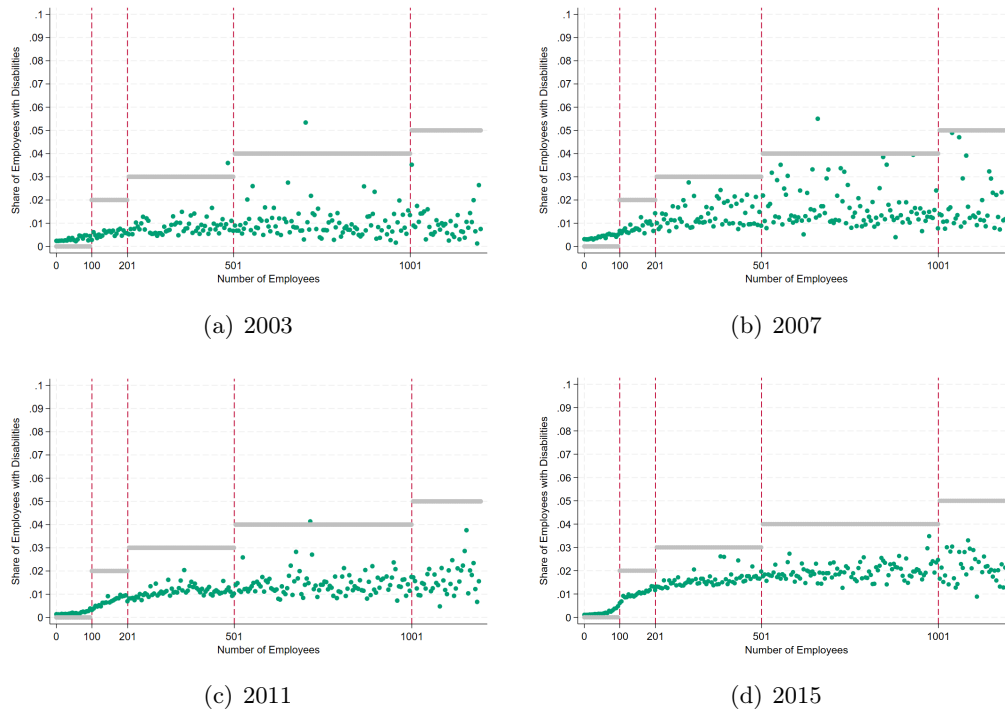 .1
.09
.08
.07
.06
.05
.04
.03
.02
.01
0
Share of Employees with Disabilities
0 100 201 501 1001
Number of Employees
(a) 2003
.1
.09
.08
.07
.06
.05
.04
.03
.02
.01
0
Share of Employees with Disabilities
0 100 201 501 1001
Number of Employees
(b) 2007
.1
.09
.08
.07
.06
.05
.04
.03
.02
.01
0
Share of Employees with Disabilities
0 100 201 501 1001
Number of Employees
(c) 2011
.1
.09
.08
.07
.06
.05
.04
.03
.02
.01
0
Share of Employees with Disabilities
0 100 201 501 1001
Number of Employees
(d) 2015